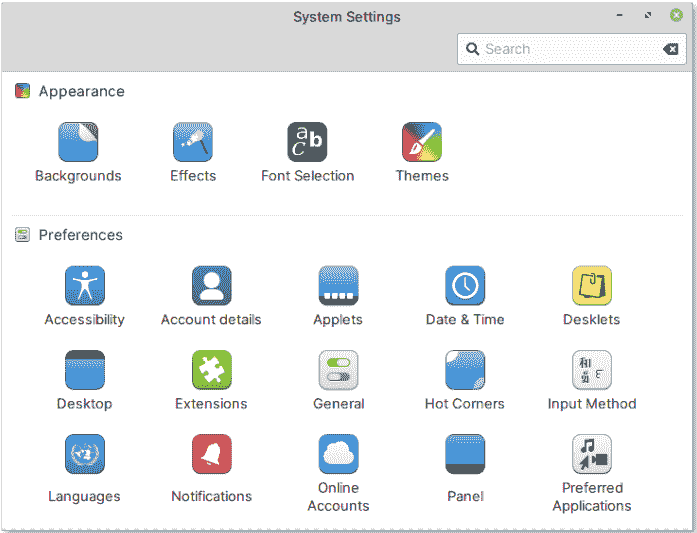 System Settings
Search
Appearance
Backgrounds Effects Font Selection Themes
Preferences
Accessibility Account details Applets Date & Time Desklets
Desktop Extensions General Hot Corners Input Method
Languages Notifications Online Accounts Panel Preferred Applications